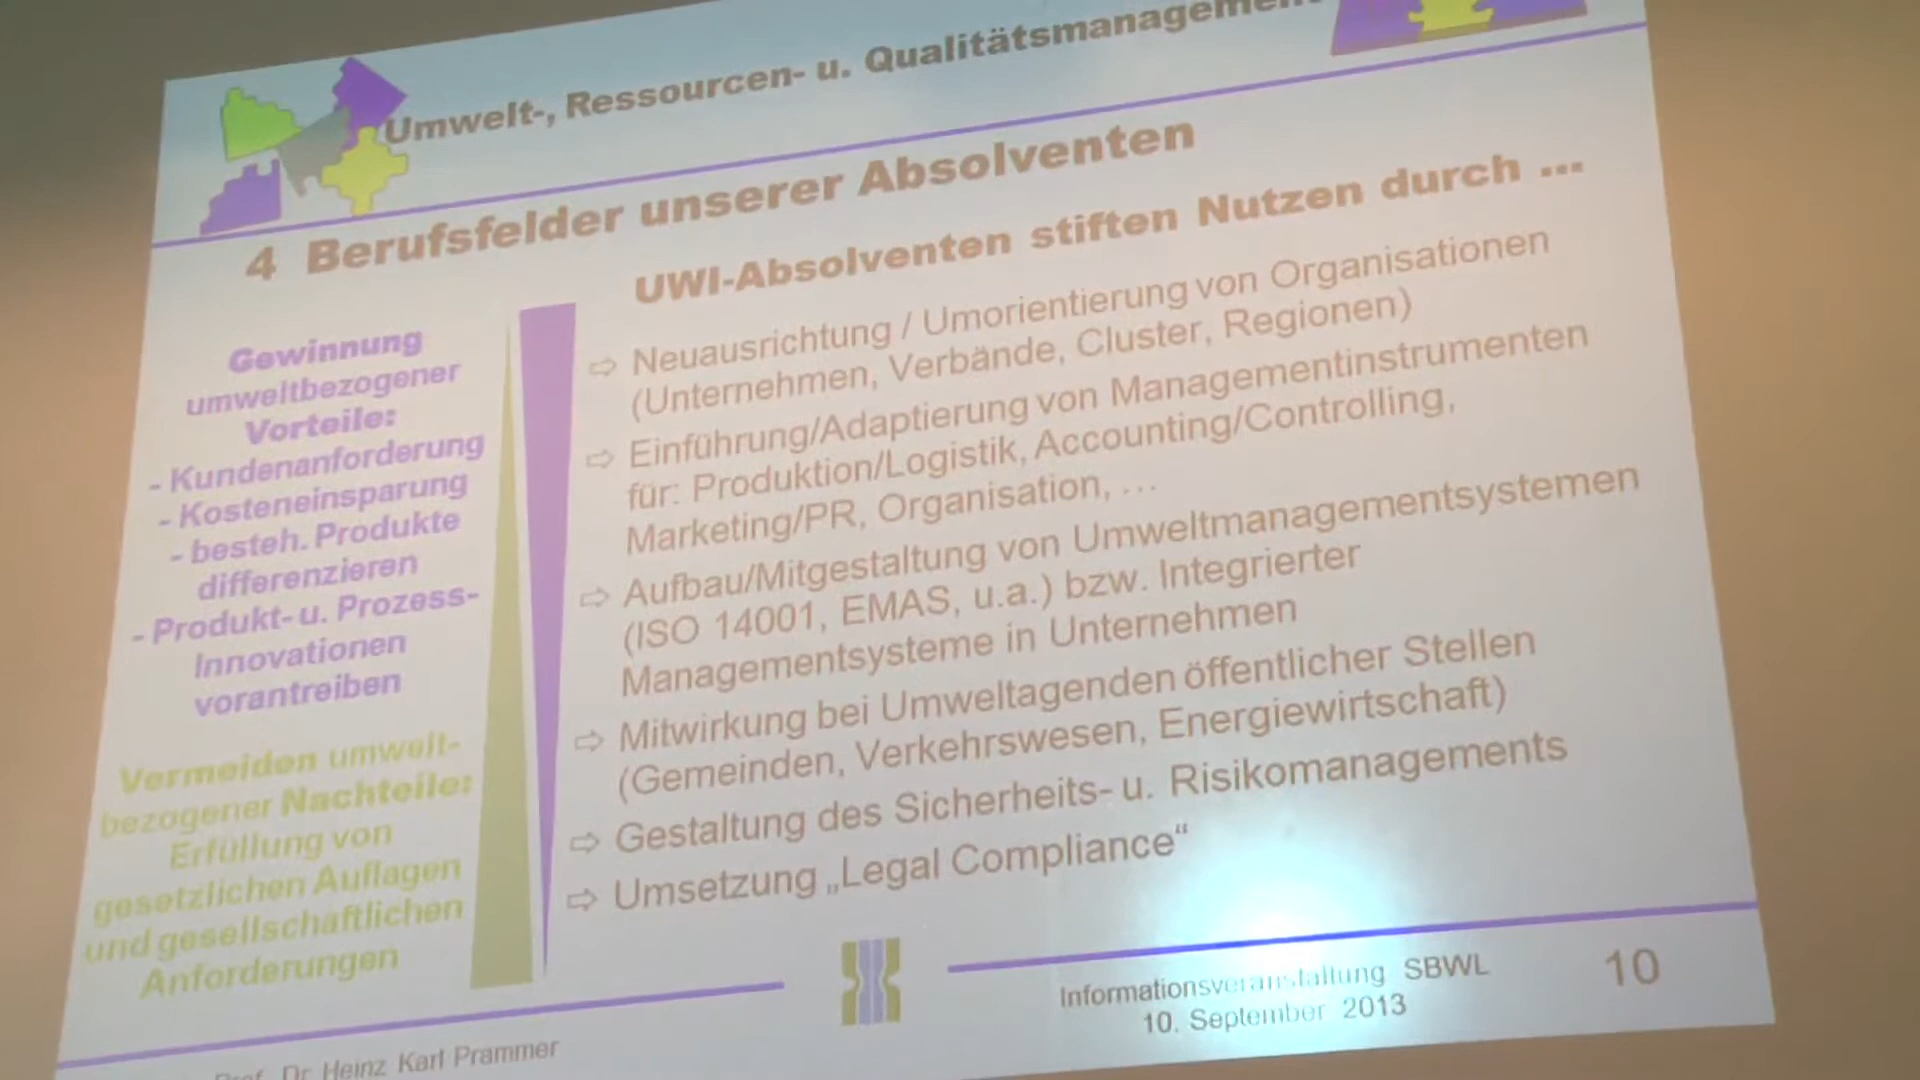 Umwelt-, Ressourcen- u. Qualitätsmanagement
4 Berufsfelder unserer Absolventen
UWI-Absolventen stiften Nutzen durch ...
Gewinnung
umweltbezogener
Vorteile:
- Kundenanforderung
- Kosteneinsparung
- besteh. Produkte
differenzieren
- Produkt- u. Prozess-
Innovationen
vorantreiben
Vermeiden umwelt-
bezogener Nachteile:
Erfüllung von
gesetzlichen Auflagen
und gesellschaftlichen
Anforderungen
⇨ Neuausrichtung / Umorientierung von Organisationen
(Unternehmen, Verbände, Cluster, Regionen)
⇨ Einführung/Adaptierung von Managementinstrumenten
für: Produktion/Logistik, Accounting/Controlling,
Marketing/PR, Organisation, ...
⇨ Aufbau/Mitgestaltung von Umweltmanagementsystemen
(ISO 14001, EMAS, u.a.) bzw. Integrierter
Managementsysteme in Unternehmen
⇨ Mitwirkung bei Umweltagenden öffentlicher Stellen
(Gemeinden, Verkehrswesen, Energiewirtschaft)
⇨ Gestaltung des Sicherheits- u. Risikomanagements
⇨ Umsetzung „Legal Compliance“
Prof. Dr. Heinz Karl Prammer
Informationsveranstaltung SBWL
10. September 2013
10